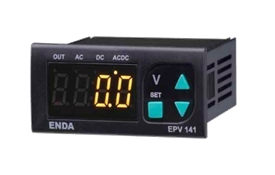 OUT AC DC ACDC
0.0
V
SET
ENDA
EPV 141